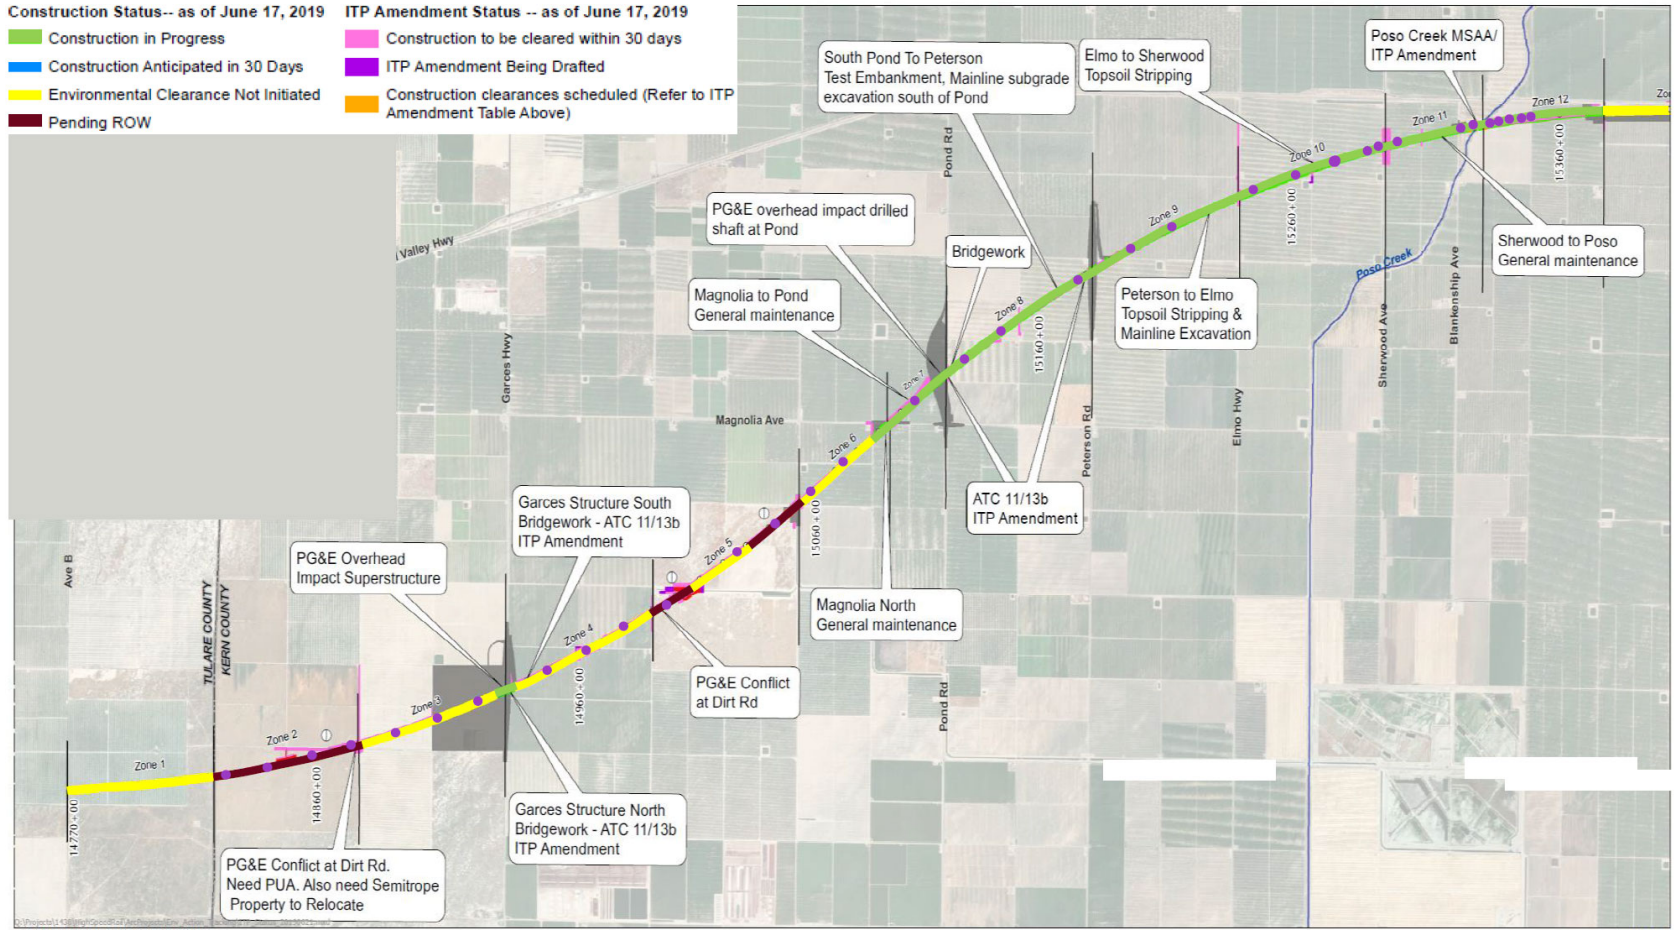 Construction Status-- as of June 17, 2019
Construction in Progress
Construction Anticipated in 30 Days
Environmental Clearance Not Initiated
Pending ROW
ITP Amendment Status -- as of June 17, 2019
Construction to be cleared within 30 days
ITP Amendment Being Drafted
Construction clearances scheduled (Refer to ITP
Amendment Table Above)
South Pond To Peterson
Test Embankment, Mainline subgrade
excavation south of Pond
Elmo to Sherwood
Topsoil Stripping
Poso Creek MSAA/
ITP Amendment
Zone 12
Zone 11
Zone 10
Zone 9
Zone 8
Zone 7
Zone 6
Zone 5
Zone 4
Zone 3
Zone 2
Zone 1
Pond Rd
PG&E overhead impact drilled
shaft at Pond
Bridgework
Magnolia to Pond
General maintenance
Valley Hwy
Garces Hwy
Magnolia Ave
Peterson to Elmo
Topsoil Stripping &
Mainline Excavation
Sherwood to Poso
General maintenance
Poso Creek
Blankenship Ave
Sherwood Ave
Elmo Hwy
Peterson Rd
15360+00
15260+00
15160+00
15060+00
14960+00
14860+00
14770+00
ATC 11/13b
ITP Amendment
Garces Structure South
Bridgework - ATC 11/13b
ITP Amendment
PG&E Overhead
Impact Superstructure
Ave B
TULARE COUNTY
KERN COUNTY
Magnolia North
General maintenance
PG&E Conflict
at Dirt Rd
Pond Rd
Garces Structure North
Bridgework - ATC 11/13b
ITP Amendment
PG&E Conflict at Dirt Rd.
Need PUA. Also need Semitrope
Property to Relocate